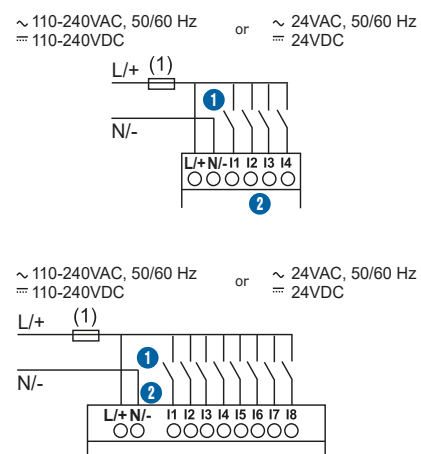 ~ 110-240VAC, 50/60 Hz or ~ 24VAC, 50/60 Hz
⎓ 110-240VDC ⎓ 24VDC
L/+ (1)
1
N/-
L/+ N/- I1 I2 I3 I4
2
~ 110-240VAC, 50/60 Hz or ~ 24VAC, 50/60 Hz
⎓ 110-240VDC ⎓ 24VDC
L/+ (1)
1
N/-
2
L/+ N/- I1 I2 I3 I4 I5 I6 I7 I8